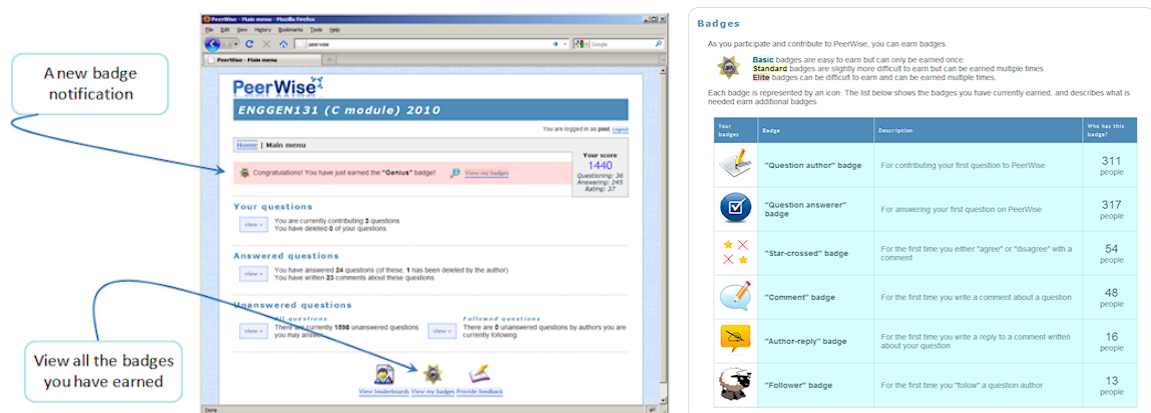 A new badge
notification
View all the badges
you have earned
PeerWise - Main menu - Mozilla Firefox
File Edit View History Bookmarks Tools Help
peerwise
Google
PeerWise - Main menu
PeerWise
ENGGEN131 (C module) 2010
You are logged in as paul Logout
Home | Main menu
Your score
1440
Questioning: 36
Answering: 245
Rating: 37
Congratulations! You have just earned the "Genius" badge!
View my badges
Your questions
view »
You are currently contributing 3 questions
You have deleted 0 of your questions
Answered questions
view »
You have answered 24 questions (of these, 1 has been deleted by the author)
You have written 23 comments about these questions
Unanswered questions
All questions
view »
There are currently 1598 unanswered questions
you may answer
Followed questions
view »
There are 0 unanswered questions by authors you are
currently following
View leaderboards View my badges Provide feedback
Done
Badges
As you participate and contribute to PeerWise, you can earn badges.
Basic badges are easy to earn but can only be earned once.
Standard badges are slightly more difficult to earn but can be earned multiple times.
Elite badges can be difficult to earn and can be earned multiple times.
Each badge is represented by an icon. The list below shows the badges you have currently earned, and describes what is
needed earn additional badges.
Your
badges
Badge
Description
Who has this
badge?
"Question author" badge
For contributing your first question to PeerWise
311
people
"Question answerer"
badge
For answering your first question on PeerWise
317
people
"Star-crossed" badge
For the first time you either "agree" or "disagree" with a
comment
54
people
"Comment" badge
For the first time you write a comment about a question
48
people
"Author-reply" badge
For the first time you write a reply to a comment written
about your question
16
people
"Follower" badge
For the first time you "follow" a question author
13
people